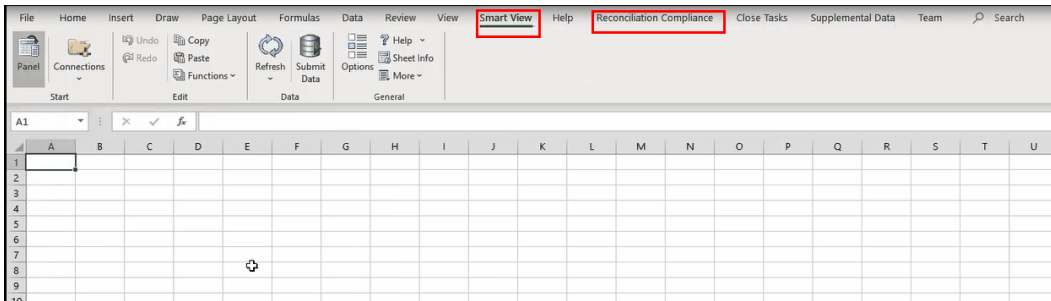 File Home Insert Draw Page Layout Formulas Data Review View Smart View Help Reconciliation Compliance Close Tasks Supplemental Data Team Search
Panel Connections Undo Redo Copy Paste Functions Refresh Submit Data Options Help Sheet Info More
Start Edit Data General
A1 fx
A B C D E F G H I J K L M N O P Q R S T U
1
2
3
4
5
6
7
8
9
10